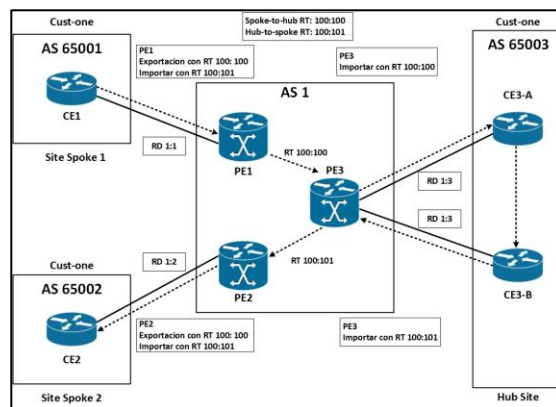 Cust-one
Spoke-to-hub RT: 100:100
Hub-to-spoke RT: 100:101
Cust-one
AS 65001
CE1
Site Spoke 1
PE1
Exportacion con RT 100: 100
Importar con RT 100:101
PE3
Importar con RT 100:100
AS 65003
CE3-A
AS 1
RD 1:1
PE1
RT 100:100
PE3
RD 1:3
RD 1:3
Cust-one
AS 65002
CE2
Site Spoke 2
RD 1:2
PE2
RT 100:101
CE3-B
PE2
Exportacion con RT 100: 100
Importar con RT 100:101
PE3
Importar con RT 100:101
Hub Site